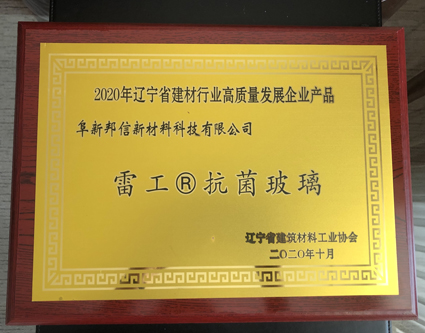 2020年辽宁省建材行业高质量发展企业产品
阜新邦信新材料科技有限公司
雷工®抗菌玻璃
辽宁省建筑材料工业协会
二〇二〇年十月